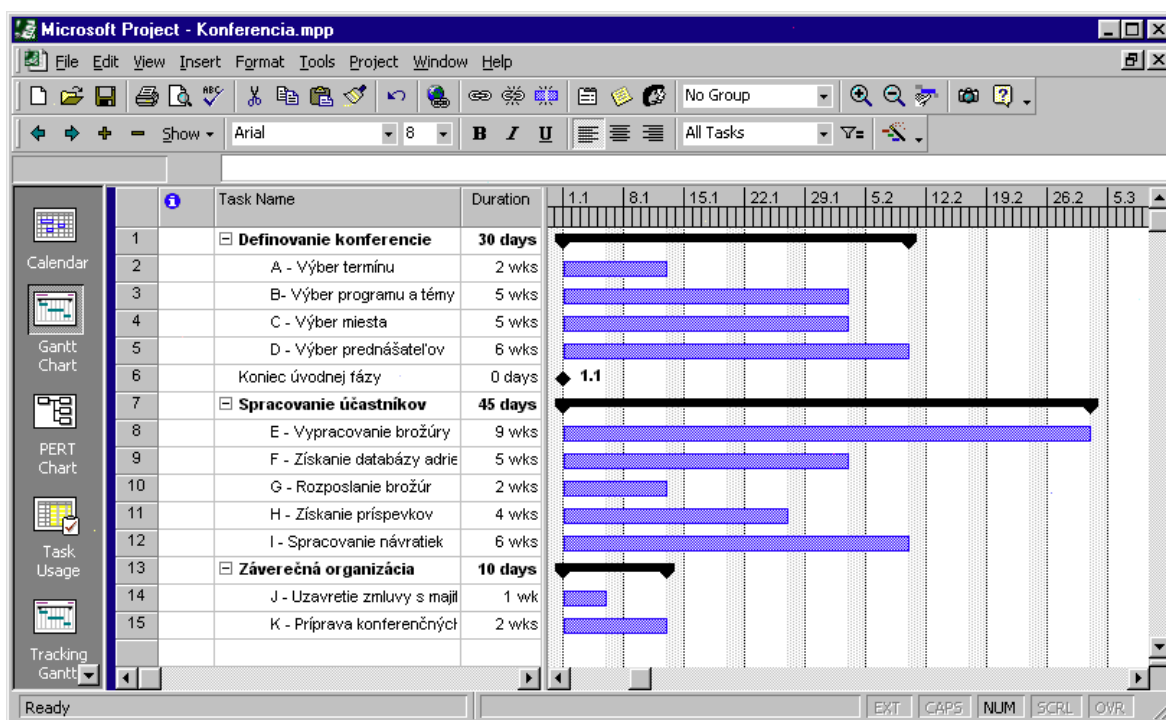 Microsoft Project - Konferencia.mpp
File Edit View Insert Format Tools Project Window Help
ABC No Group
Show Arial 8 B I U All Tasks
Task Name Duration 1.1 8.1 15.1 22.1 29.1 5.2 12.2 19.2 26.2 5.3
1 Definovanie konferencie 30 days
Calendar
2 A - Výber termínu 2 wks
3 B- Výber programu a témy 5 wks
4 C - Výber miesta 5 wks
Gantt Chart
5 D - Výber prednášateľov 6 wks
6 Koniec úvodnej fázy 0 days 1.1
7 Spracovanie účastníkov 45 days
8 E - Vypracovanie brožúry 9 wks
PERT Chart
9 F - Získanie databázy adrie 5 wks
10 G - Rozposlanie brožúr 2 wks
11 H - Získanie príspevkov 4 wks
12 I - Spracovanie návratiek 6 wks
Task Usage
13 Záverečná organizácia 10 days
14 J - Uzavretie zmluvy s majil 1 wk
15 K - Príprava konferenčných 2 wks
Tracking Gantt
Ready EXT CAPS NUM SCRL OVR